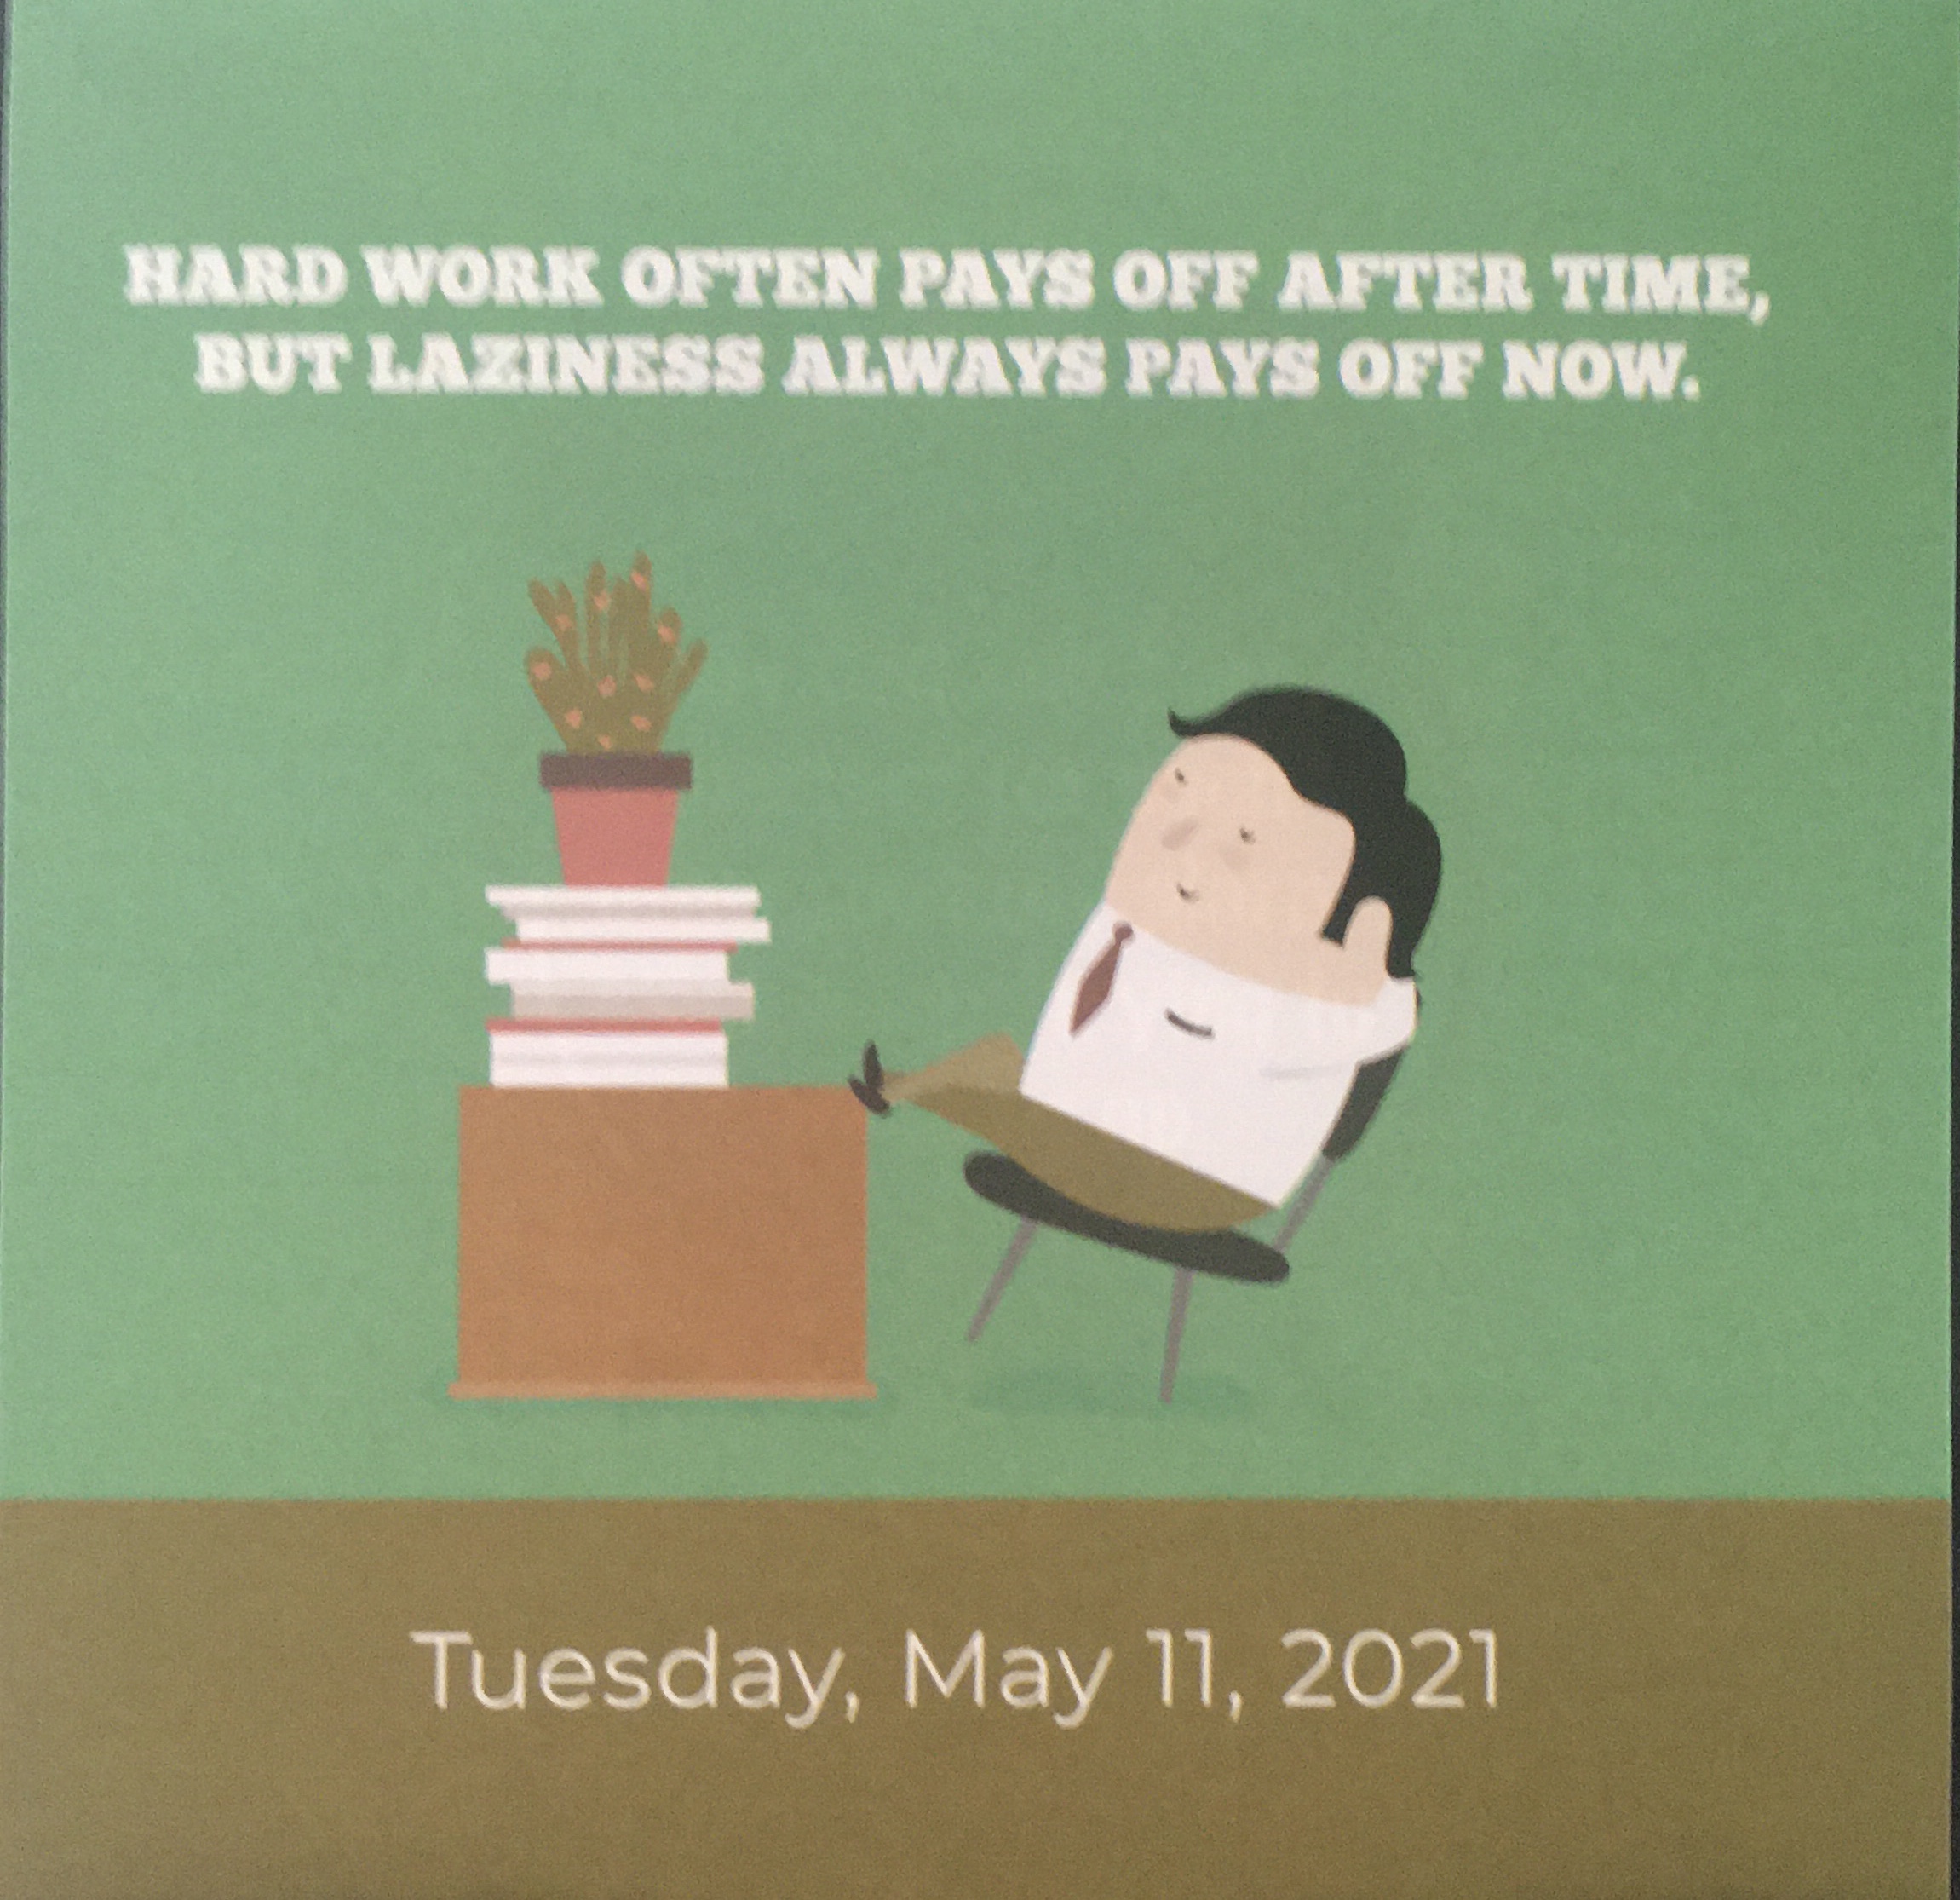 HARD WORK OFTEN PAYS OFF AFTER TIME,
BUT LAZINESS ALWAYS PAYS OFF NOW.
Tuesday, May 11, 2021